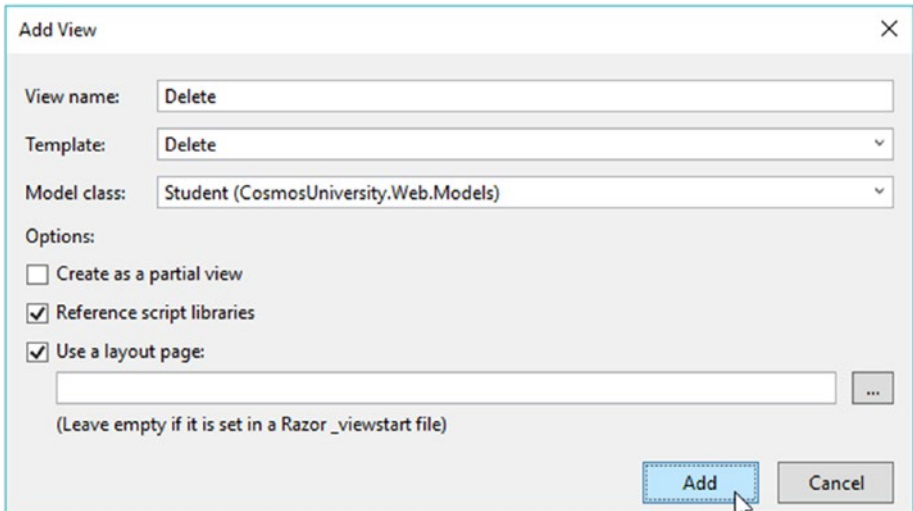 Add View
View name: Delete
Template: Delete
Model class: Student (CosmosUniversity.Web.Models)
Options:
Create as a partial view
Reference script libraries
Use a layout page:
...
(Leave empty if it is set in a Razor _viewstart file)
Add Cancel